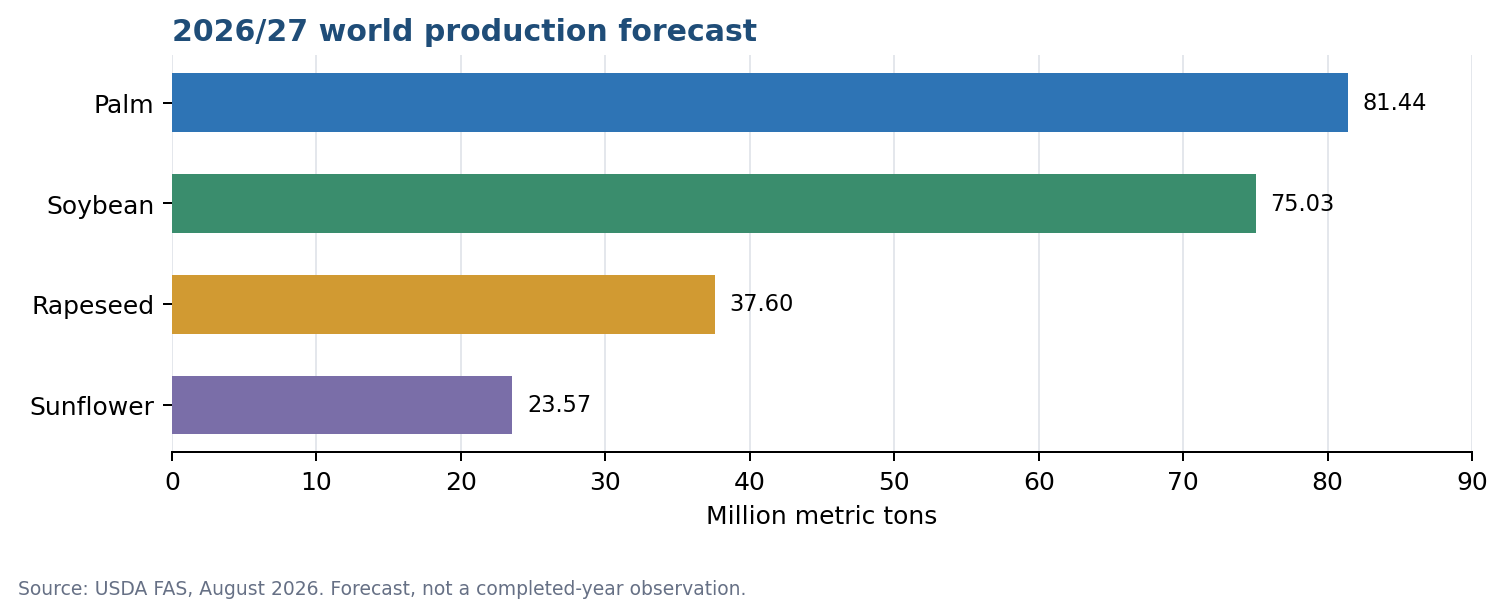 2026/27 world production forecast
Palm
81.44
Soybean
75.03
Rapeseed
37.60
Sunflower
23.57
0 10 20 30 40 50 60 70 80 90
Million metric tons
Source: USDA FAS, August 2026. Forecast, not a completed-year observation.